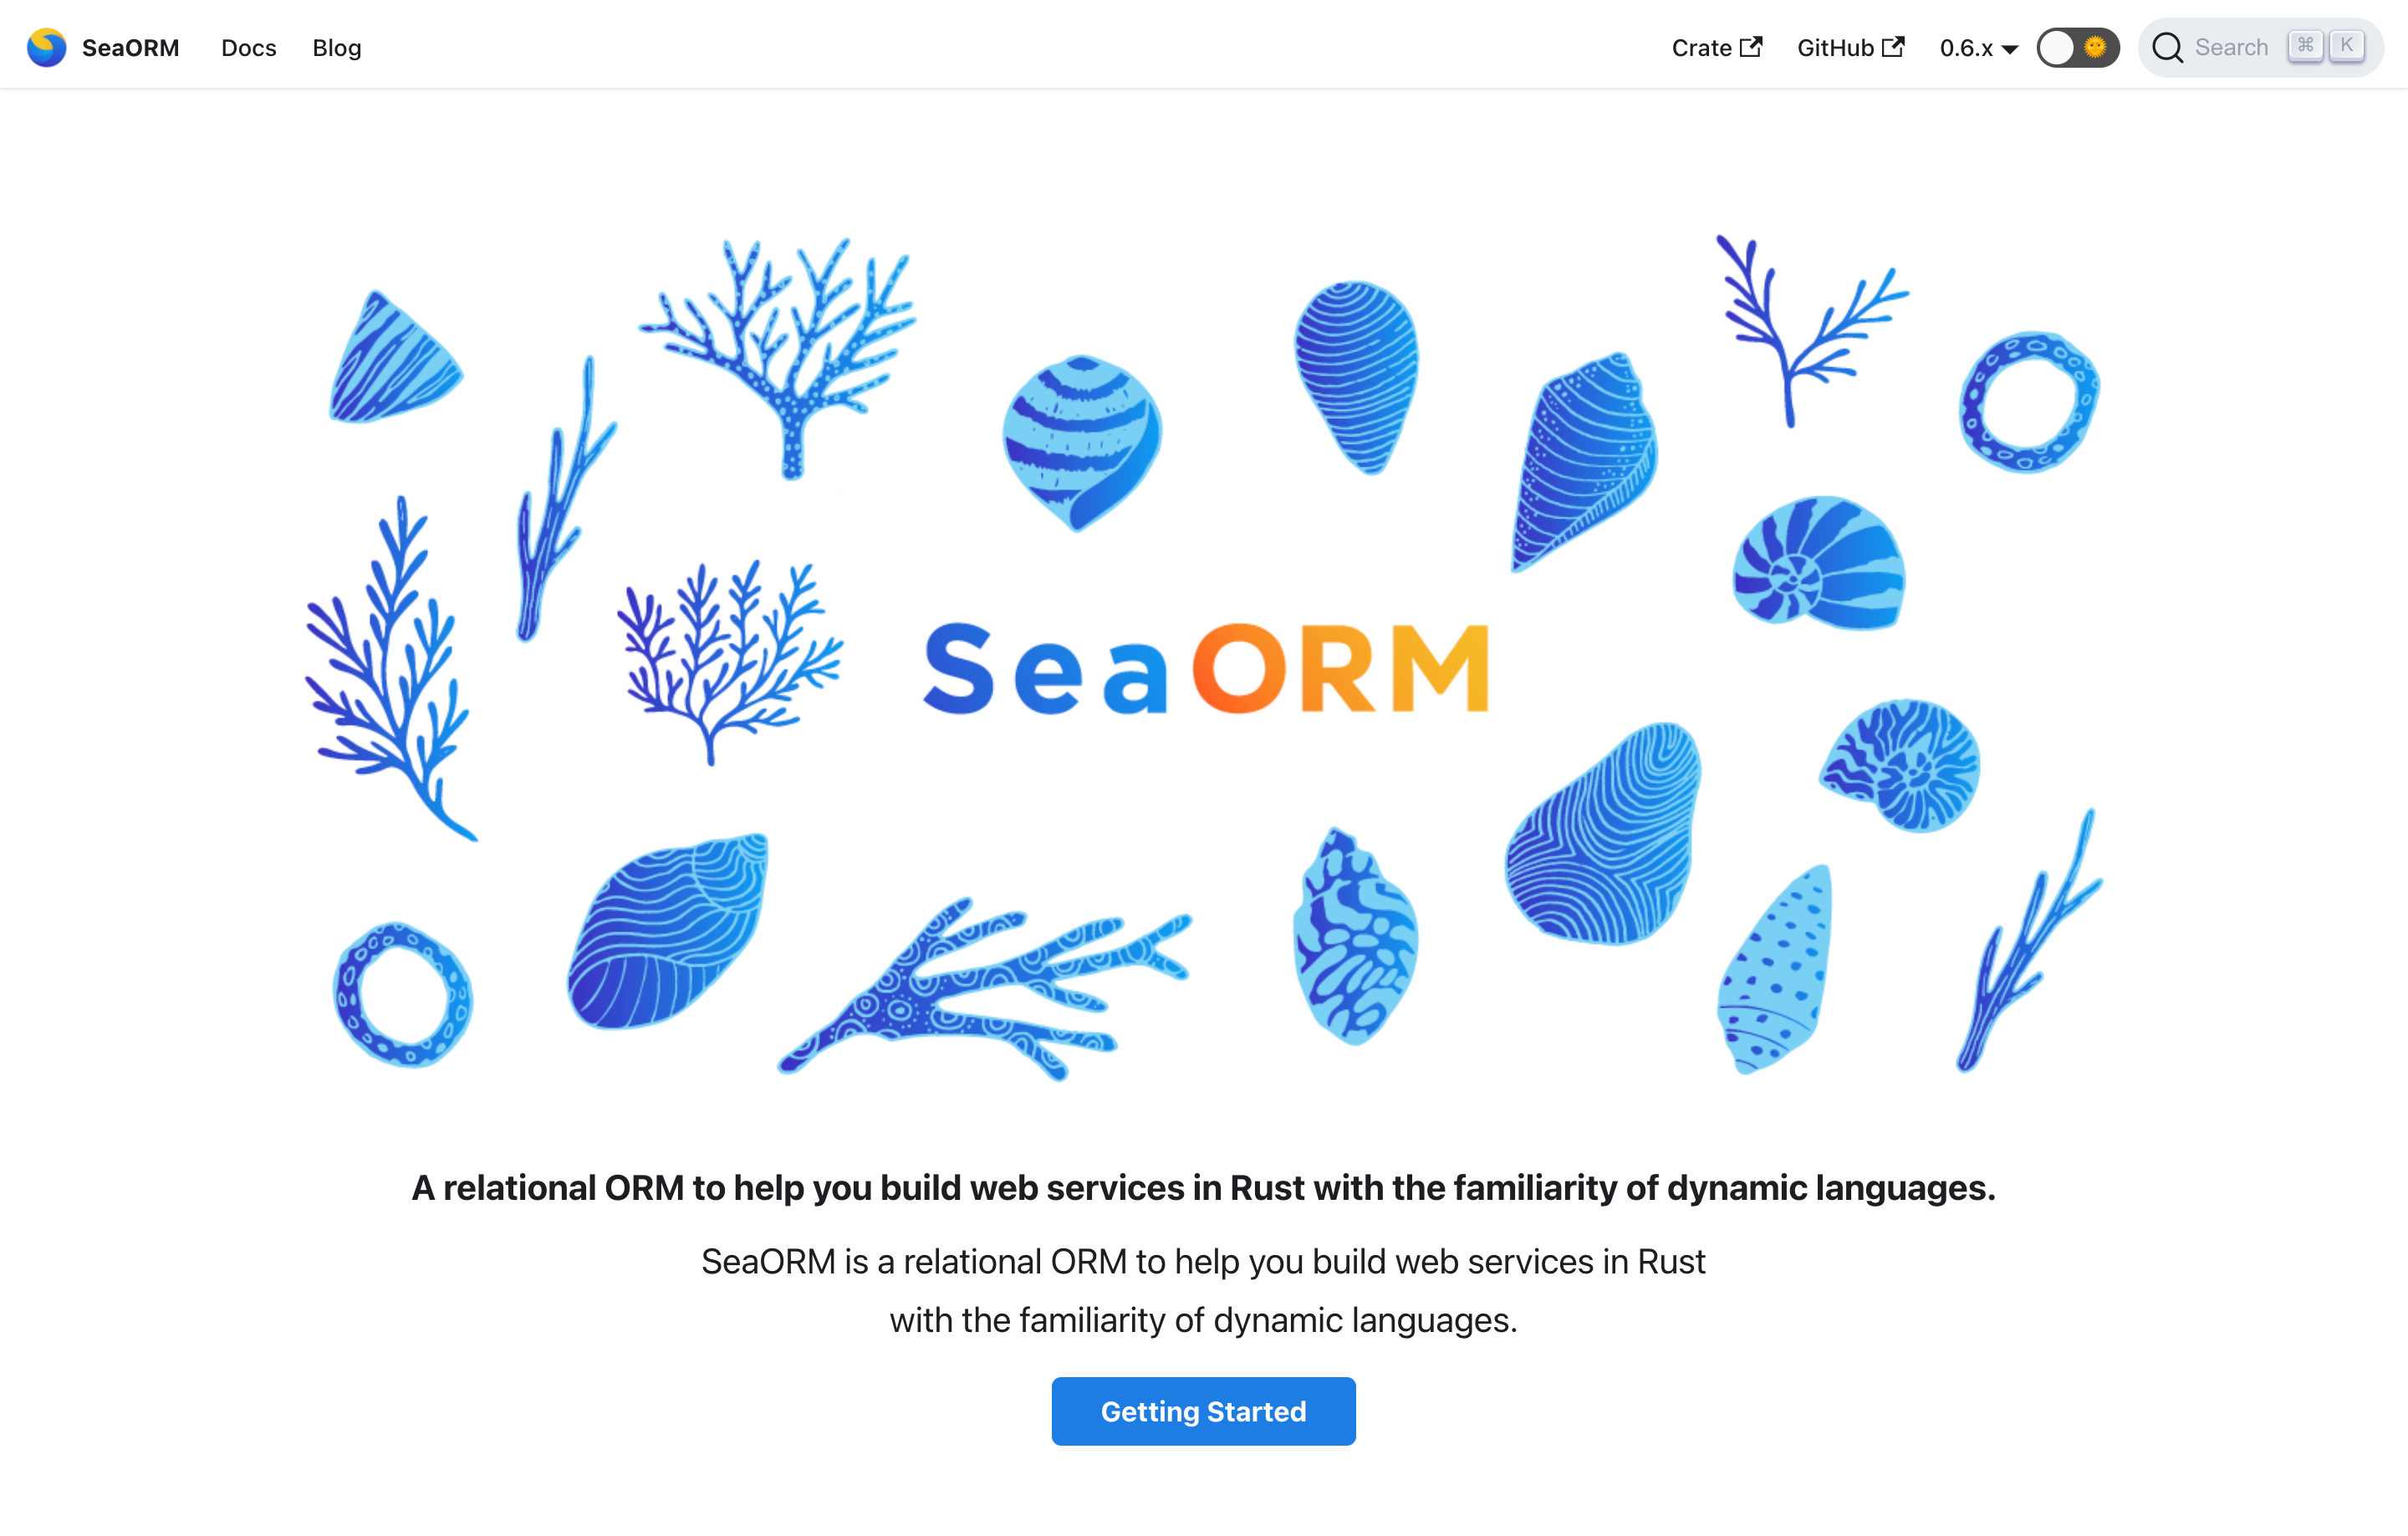 SeaORM Docs Blog Crate GitHub 0.6.x Search ⌘ K
SeaORM
A relational ORM to help you build web services in Rust with the familiarity of dynamic languages.
SeaORM is a relational ORM to help you build web services in Rust
with the familiarity of dynamic languages.
Getting Started